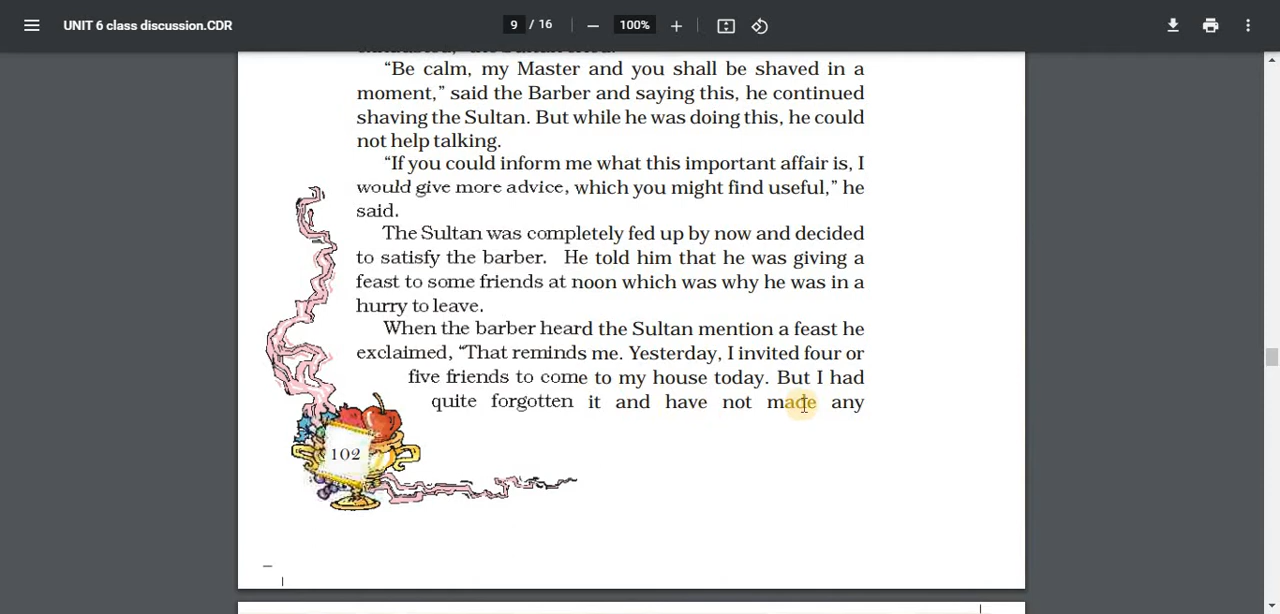 UNIT 6 class discussion.CDR
9 / 16
100%
“Be calm, my Master and you shall be shaved in a
moment,” said the Barber and saying this, he continued
shaving the Sultan. But while he was doing this, he could
not help talking.
“If you could inform me what this important affair is, I
would give more advice, which you might find useful,” he
said.
The Sultan was completely fed up by now and decided
to satisfy the barber. He told him that he was giving a
feast to some friends at noon which was why he was in a
hurry to leave.
When the barber heard the Sultan mention a feast he
exclaimed, “That reminds me. Yesterday, I invited four or
five friends to come to my house today. But I had
quite forgotten it and have not made any
102